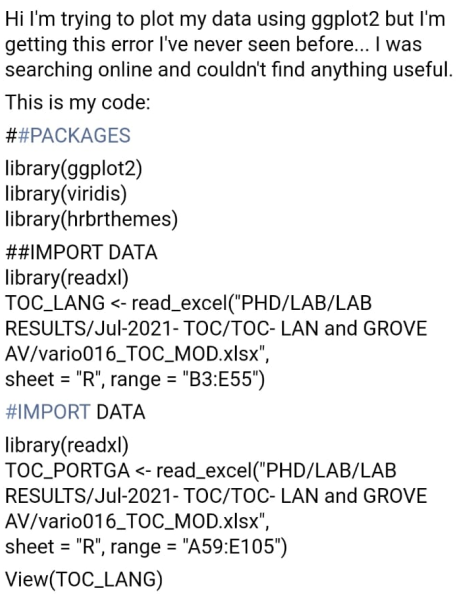 Hi I'm trying to plot my data using ggplot2 but I'm
getting this error I've never seen before... I was
searching online and couldn't find anything useful.
This is my code:
##PACKAGES
library(ggplot2)
library(viridis)
library(hrbrthemes)
##IMPORT DATA
library(readxl)
TOC_LANG <- read_excel("PHD/LAB/LAB
RESULTS/Jul-2021- TOC/TOC- LAN and GROVE
AV/vario016_TOC_MOD.xlsx",
sheet = "R", range = "B3:E55")
#IMPORT DATA
library(readxl)
TOC_PORTGA <- read_excel("PHD/LAB/LAB
RESULTS/Jul-2021- TOC/TOC- LAN and GROVE
AV/vario016_TOC_MOD.xlsx",
sheet = "R", range = "A59:E105")
View(TOC_LANG)